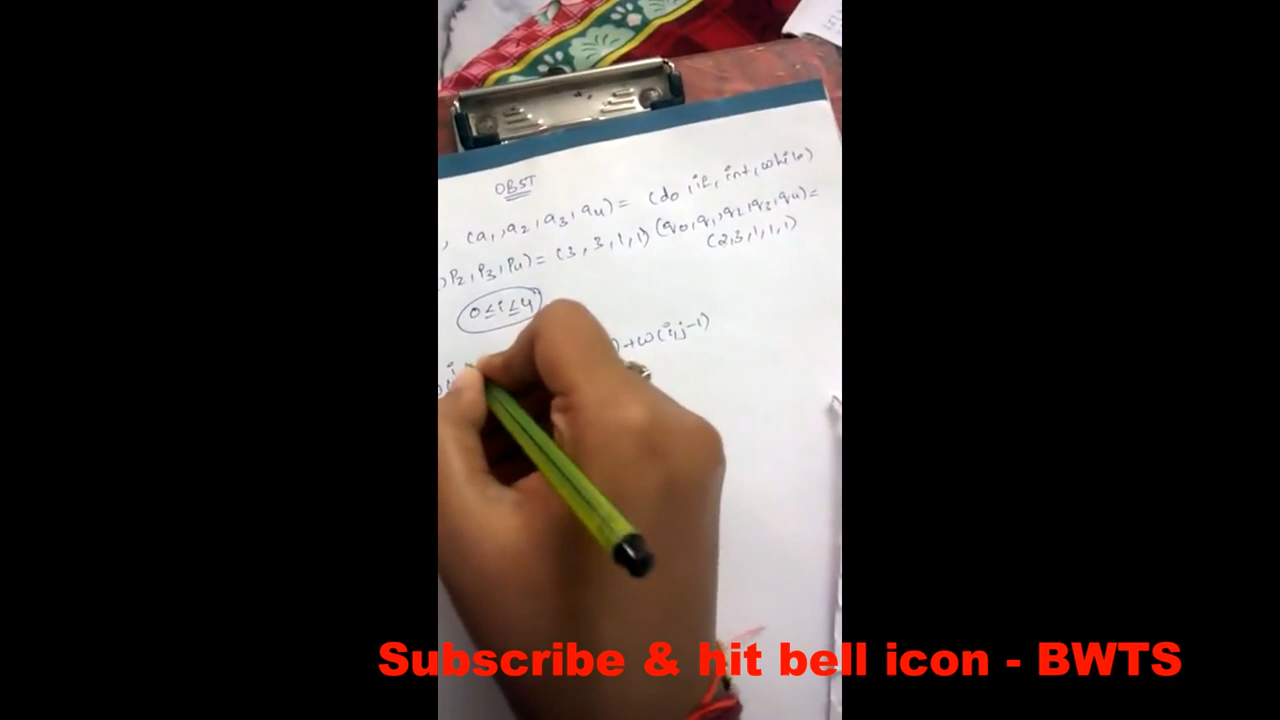 OBST
, (a1, a2, a3, a4) = (do, if, int, while)
, P2, P3, P4) = (3, 3, 1, 1) (q0, q1, q2, q3, q4) =
(2, 3, 1, 1, 1)
0 ≤ i ≤ 4
) + w(i, j-1)
i
Subscribe & hit bell icon - BWTS